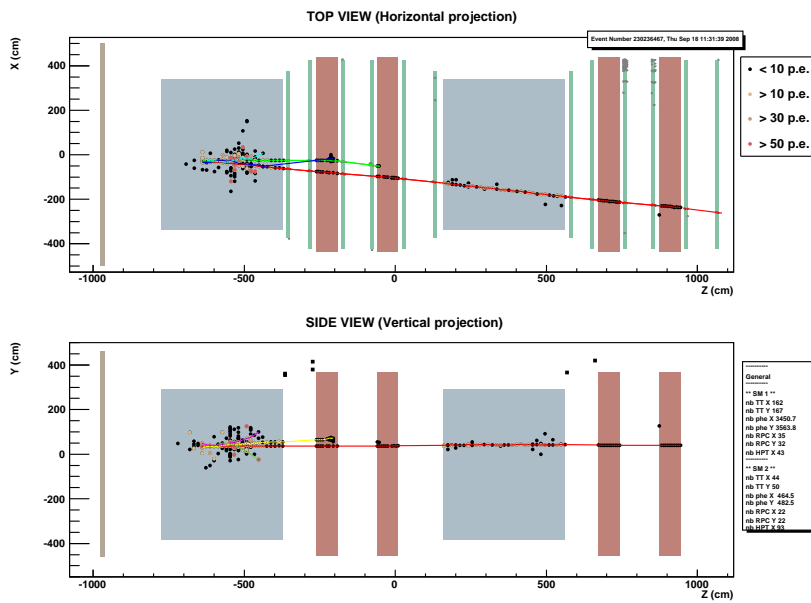 TOP VIEW (Horizontal projection)
X (cm)
Event Number 230236467, Thu Sep 18 11:31:39 2008
400
200
0
-200
-400
-1000
-500
0
500
1000
Z (cm)
< 10 p.e.
> 10 p.e.
> 30 p.e.
> 50 p.e.
SIDE VIEW (Vertical projection)
Y (cm)
400
200
0
-200
-400
-1000
-500
0
500
1000
Z (cm)
----------
General
----------
** SM 1 **
nb TT X 162
nb TT Y 167
nb phe X 3450.7
nb phe Y 3563.8
nb RPC X 35
nb RPC Y 32
nb HPT X 43
----------
** SM 2 **
nb TT X 44
nb TT Y 50
nb phe X 464.5
nb phe Y 482.5
nb RPC X 22
nb RPC Y 22
nb HPT X 93